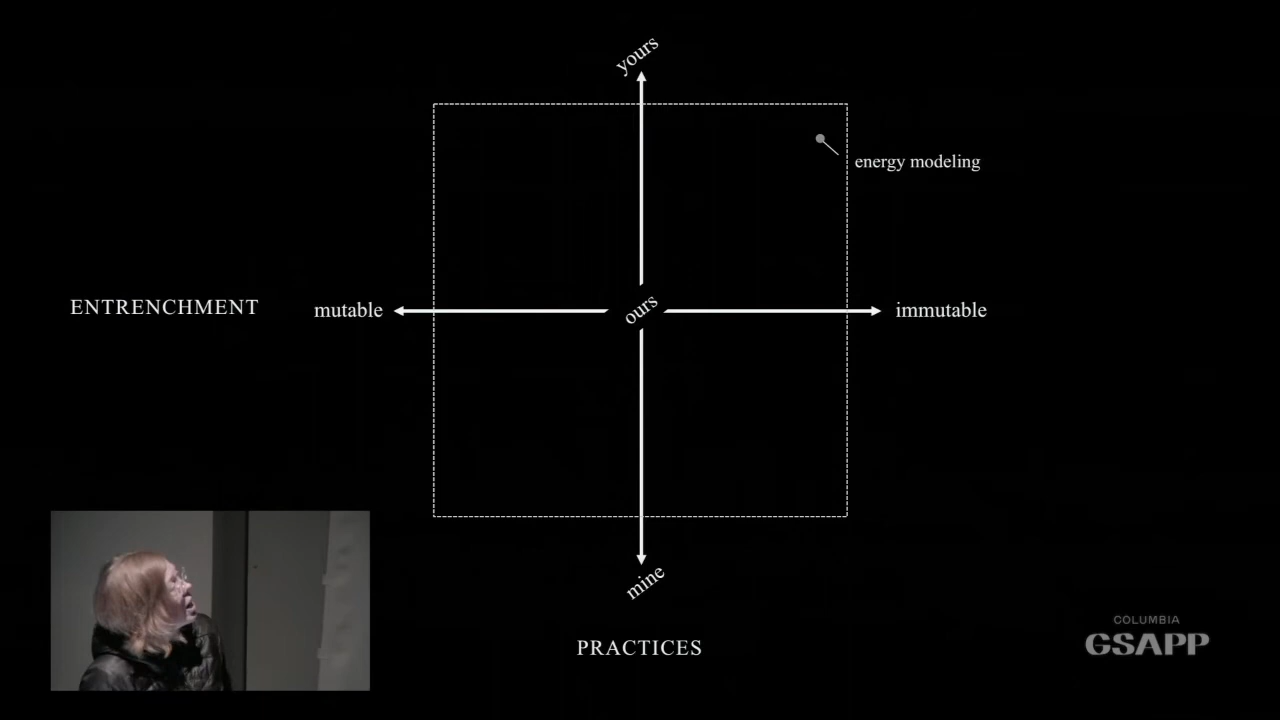 yours
energy modeling
ENTRENCHMENT
mutable
ours
immutable
mine
PRACTICES
COLUMBIA
GSAPP